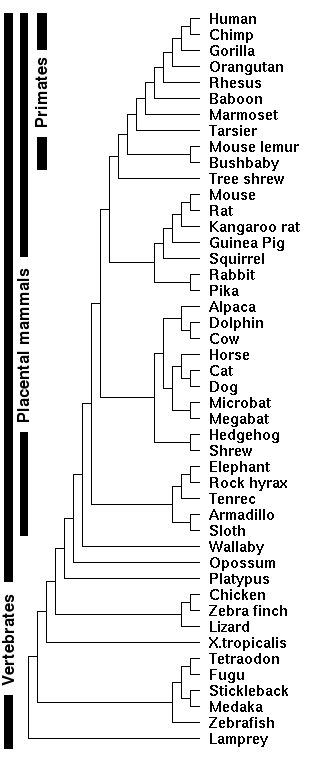 Vertebrates
Placental mammals
Primates
Human
Chimp
Gorilla
Orangutan
Rhesus
Baboon
Marmoset
Tarsier
Mouse lemur
Bushbaby
Tree shrew
Mouse
Rat
Kangaroo rat
Guinea Pig
Squirrel
Rabbit
Pika
Alpaca
Dolphin
Cow
Horse
Cat
Dog
Microbat
Megabat
Hedgehog
Shrew
Elephant
Rock hyrax
Tenrec
Armadillo
Sloth
Wallaby
Opossum
Platypus
Chicken
Zebra finch
Lizard
X.tropicalis
Tetraodon
Fugu
Stickleback
Medaka
Zebrafish
Lamprey